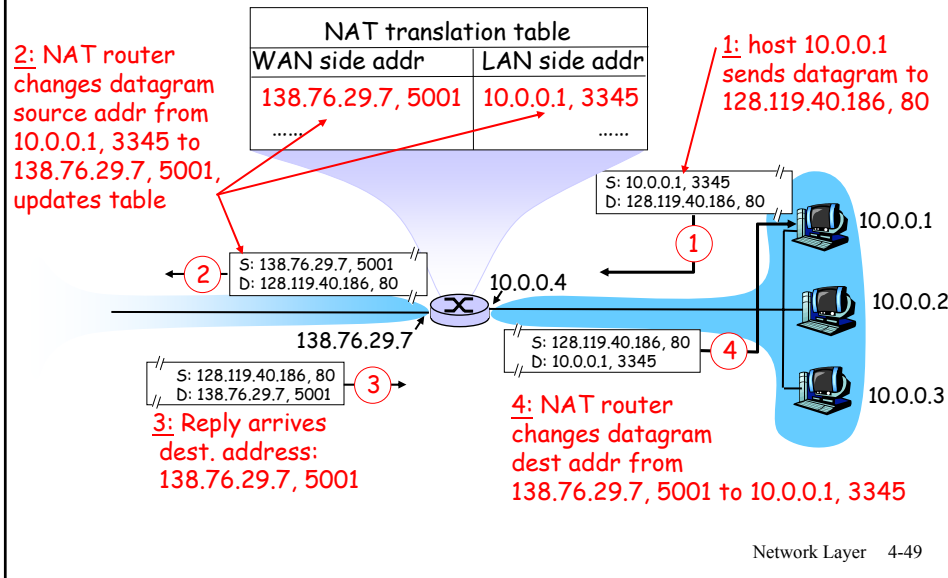 NAT translation table
WAN side addr LAN side addr
138.76.29.7, 5001 10.0.0.1, 3345
...... ......
2: NAT router
changes datagram
source addr from
10.0.0.1, 3345 to
138.76.29.7, 5001,
updates table
1: host 10.0.0.1
sends datagram to
128.119.40.186, 80
S: 10.0.0.1, 3345
D: 128.119.40.186, 80
1
10.0.0.1
2
S: 138.76.29.7, 5001
D: 128.119.40.186, 80
10.0.0.4
10.0.0.2
138.76.29.7
S: 128.119.40.186, 80
D: 10.0.0.1, 3345
4
S: 128.119.40.186, 80
D: 138.76.29.7, 5001
3
10.0.0.3
3: Reply arrives
dest. address:
138.76.29.7, 5001
4: NAT router
changes datagram
dest addr from
138.76.29.7, 5001 to 10.0.0.1, 3345
Network Layer 4-49